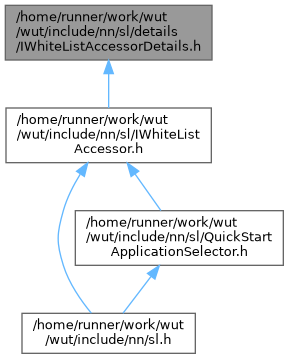 /home/runner/work/wut
/wut/include/nn/sl/details
/IWhiteListAccessorDetails.h
/home/runner/work/wut
/wut/include/nn/sl/IWhiteList
Accessor.h
/home/runner/work/wut
/wut/include/nn/sl/QuickStart
ApplicationSelector.h
/home/runner/work/wut
/wut/include/nn/sl.h